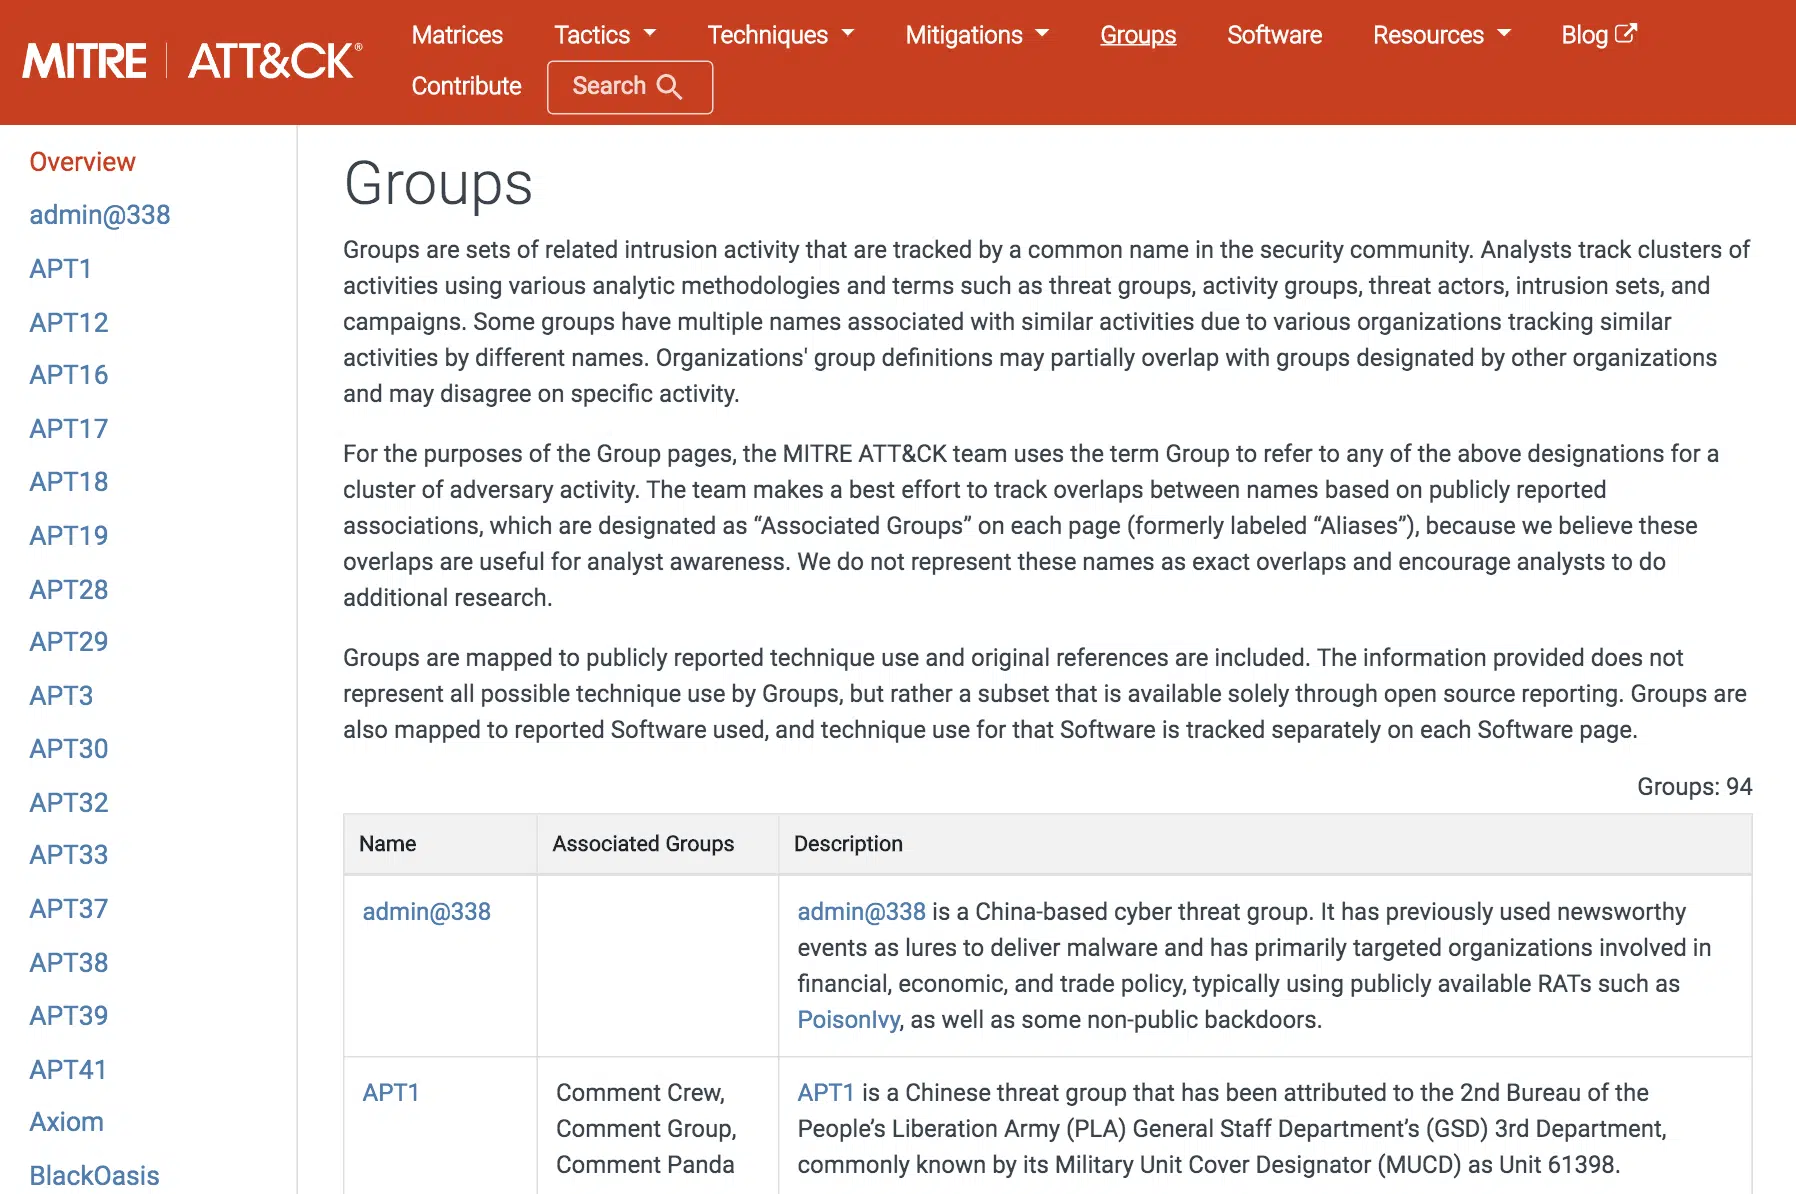 MITRE | ATT&CK®
Matrices Tactics Techniques Mitigations Groups Software Resources Blog
Contribute Search
Overview
admin@338
APT1
APT12
APT16
APT17
APT18
APT19
APT28
APT29
APT3
APT30
APT32
APT33
APT37
APT38
APT39
APT41
Axiom
BlackOasis
Groups
Groups are sets of related intrusion activity that are tracked by a common name in the security community. Analysts track clusters of
activities using various analytic methodologies and terms such as threat groups, activity groups, threat actors, intrusion sets, and
campaigns. Some groups have multiple names associated with similar activities due to various organizations tracking similar
activities by different names. Organizations' group definitions may partially overlap with groups designated by other organizations
and may disagree on specific activity.
For the purposes of the Group pages, the MITRE ATT&CK team uses the term Group to refer to any of the above designations for a
cluster of adversary activity. The team makes a best effort to track overlaps between names based on publicly reported
associations, which are designated as “Associated Groups” on each page (formerly labeled “Aliases”), because we believe these
overlaps are useful for analyst awareness. We do not represent these names as exact overlaps and encourage analysts to do
additional research.
Groups are mapped to publicly reported technique use and original references are included. The information provided does not
represent all possible technique use by Groups, but rather a subset that is available solely through open source reporting. Groups are
also mapped to reported Software used, and technique use for that Software is tracked separately on each Software page.
Groups: 94
Name Associated Groups Description
admin@338
admin@338 is a China-based cyber threat group. It has previously used newsworthy
events as lures to deliver malware and has primarily targeted organizations involved in
financial, economic, and trade policy, typically using publicly available RATs such as
PoisonIvy, as well as some non-public backdoors.
APT1
Comment Crew,
Comment Group,
Comment Panda
APT1 is a Chinese threat group that has been attributed to the 2nd Bureau of the
People’s Liberation Army (PLA) General Staff Department’s (GSD) 3rd Department,
commonly known by its Military Unit Cover Designator (MUCD) as Unit 61398.